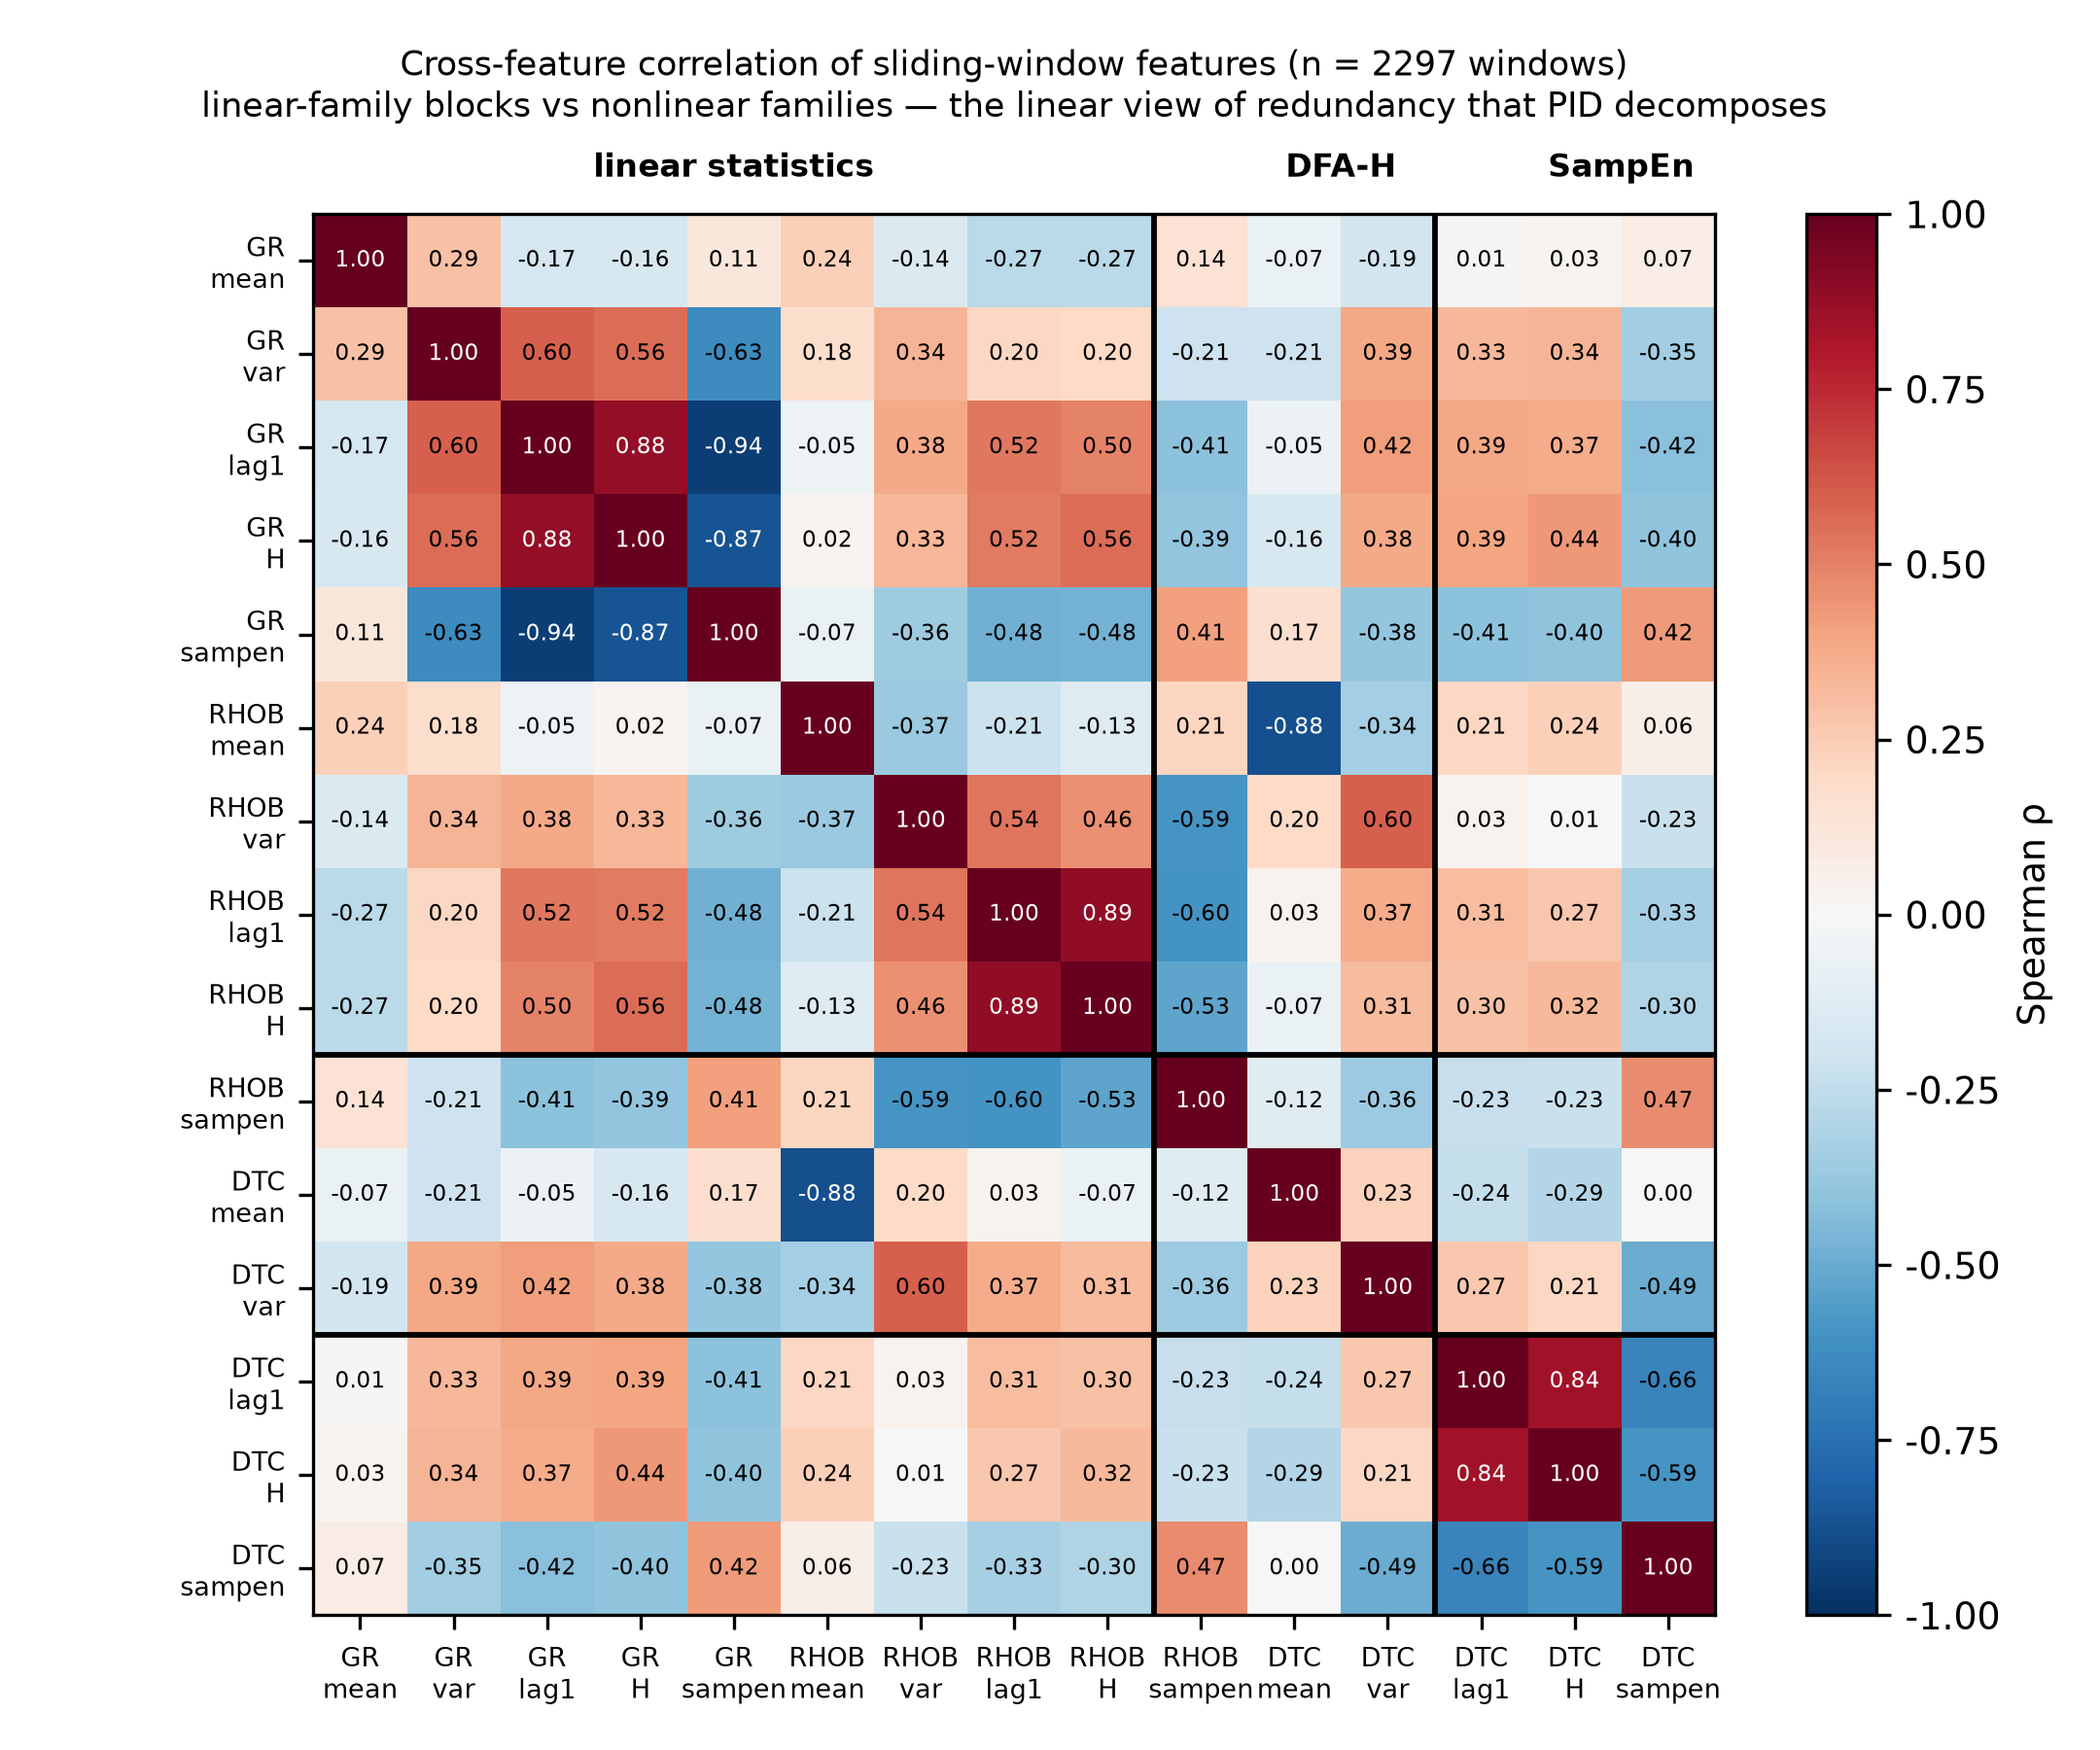 Cross-feature correlation of sliding-window features (n = 2297 windows)
linear-family blocks vs nonlinear families — the linear view of redundancy that PID decomposes
linear statistics DFA-H SampEn
GR
mean
1.00 0.29 -0.17 -0.16 0.11 0.24 -0.14 -0.27 -0.27 0.14 -0.07 -0.19 0.01 0.03 0.07
GR
var
0.29 1.00 0.60 0.56 -0.63 0.18 0.34 0.20 0.20 -0.21 -0.21 0.39 0.33 0.34 -0.35
GR
lag1
-0.17 0.60 1.00 0.88 -0.94 -0.05 0.38 0.52 0.50 -0.41 -0.05 0.42 0.39 0.37 -0.42
GR
H
-0.16 0.56 0.88 1.00 -0.87 0.02 0.33 0.52 0.56 -0.39 -0.16 0.38 0.39 0.44 -0.40
GR
sampen
0.11 -0.63 -0.94 -0.87 1.00 -0.07 -0.36 -0.48 -0.48 0.41 0.17 -0.38 -0.41 -0.40 0.42
RHOB
mean
0.24 0.18 -0.05 0.02 -0.07 1.00 -0.37 -0.21 -0.13 0.21 -0.88 -0.34 0.21 0.24 0.06
RHOB
var
-0.14 0.34 0.38 0.33 -0.36 -0.37 1.00 0.54 0.46 -0.59 0.20 0.60 0.03 0.01 -0.23
RHOB
lag1
-0.27 0.20 0.52 0.52 -0.48 -0.21 0.54 1.00 0.89 -0.60 0.03 0.37 0.31 0.27 -0.33
RHOB
H
-0.27 0.20 0.50 0.56 -0.48 -0.13 0.46 0.89 1.00 -0.53 -0.07 0.31 0.30 0.32 -0.30
RHOB
sampen
0.14 -0.21 -0.41 -0.39 0.41 0.21 -0.59 -0.60 -0.53 1.00 -0.12 -0.36 -0.23 -0.23 0.47
DTC
mean
-0.07 -0.21 -0.05 -0.16 0.17 -0.88 0.20 0.03 -0.07 -0.12 1.00 0.23 -0.24 -0.29 0.00
DTC
var
-0.19 0.39 0.42 0.38 -0.38 -0.34 0.60 0.37 0.31 -0.36 0.23 1.00 0.27 0.21 -0.49
DTC
lag1
0.01 0.33 0.39 0.39 -0.41 0.21 0.03 0.31 0.30 -0.23 -0.24 0.27 1.00 0.84 -0.66
DTC
H
0.03 0.34 0.37 0.44 -0.40 0.24 0.01 0.27 0.32 -0.23 -0.29 0.21 0.84 1.00 -0.59
DTC
sampen
0.07 -0.35 -0.42 -0.40 0.42 0.06 -0.23 -0.33 -0.30 0.47 0.00 -0.49 -0.66 -0.59 1.00
GR GR GR GR GR RHOB RHOB RHOB RHOB RHOB DTC DTC DTC DTC DTC
mean var lag1 H sampen mean var lag1 H sampen mean var lag1 H sampen
1.00
0.75
0.50
0.25
0.00
-0.25
-0.50
-0.75
-1.00
Spearman ρ